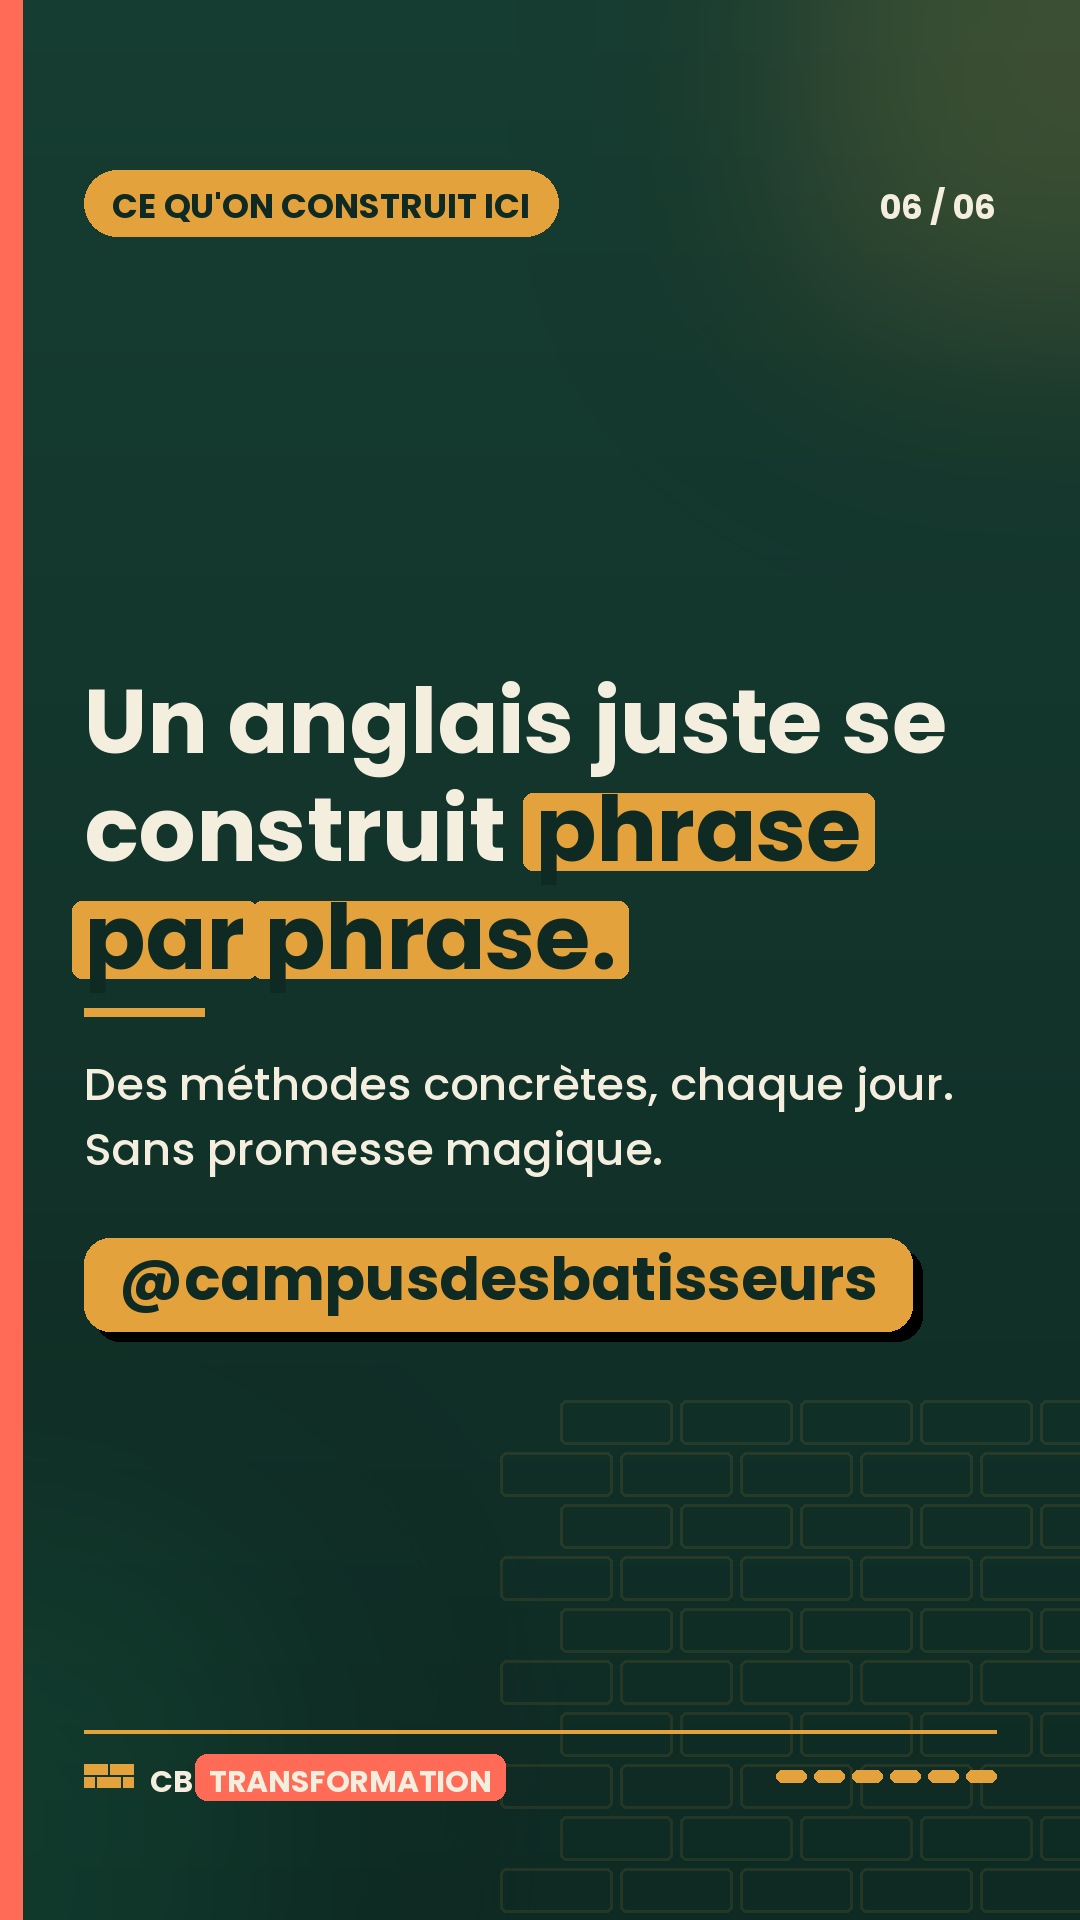 CE QU'ON CONSTRUIT ICI
06 / 06
Un anglais juste se
construit phrase
par phrase.
Des méthodes concrètes, chaque jour.
Sans promesse magique.
@campusdesbatisseurs
CB TRANSFORMATION